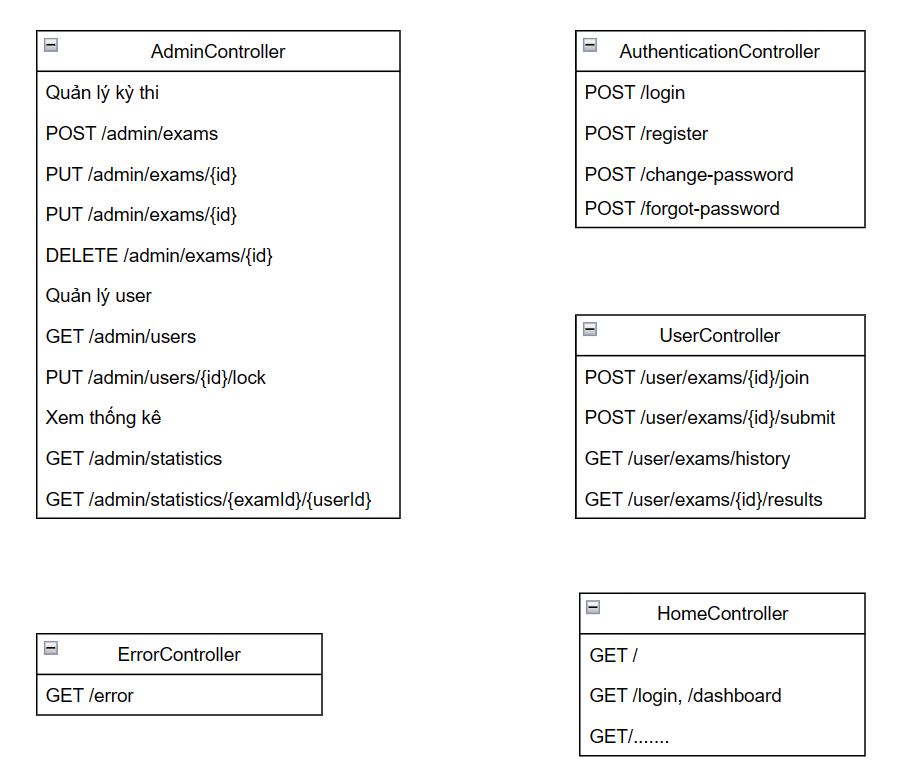 AdminController
Quản lý kỳ thi
POST /admin/exams
PUT /admin/exams/{id}
PUT /admin/exams/{id}
DELETE /admin/exams/{id}
Quản lý user
GET /admin/users
PUT /admin/users/{id}/lock
Xem thống kê
GET /admin/statistics
GET /admin/statistics/{examId}/{userId}
AuthenticationController
POST /login
POST /register
POST /change-password
POST /forgot-password
UserController
POST /user/exams/{id}/join
POST /user/exams/{id}/submit
GET /user/exams/history
GET /user/exams/{id}/results
ErrorController
GET /error
HomeController
GET /
GET /login, /dashboard
GET/.......